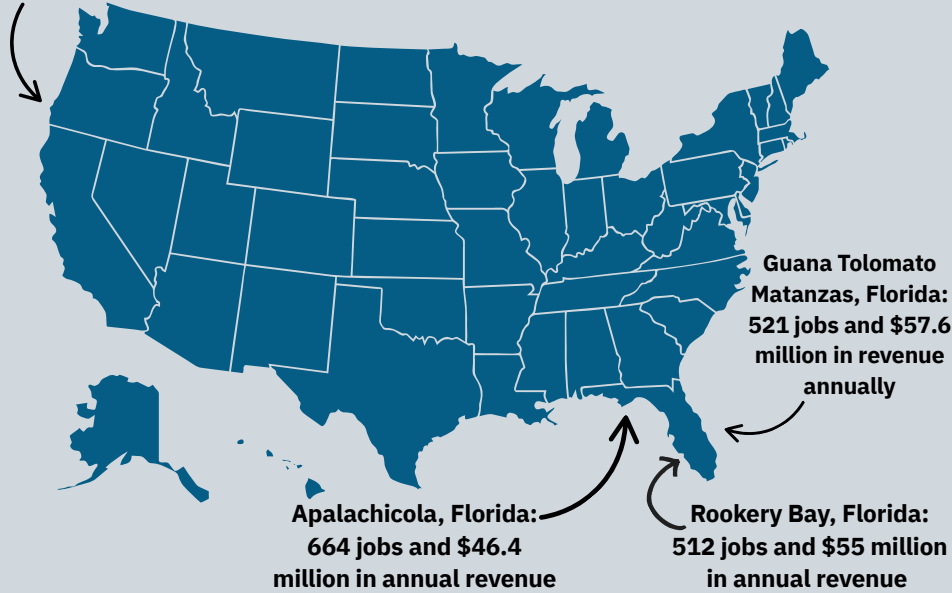 Guana Tolomato
Matanzas, Florida:
521 jobs and $57.6
million in revenue
annually
Apalachicola, Florida:
664 jobs and $46.4
million in annual revenue
Rookery Bay, Florida:
512 jobs and $55 million
in annual revenue